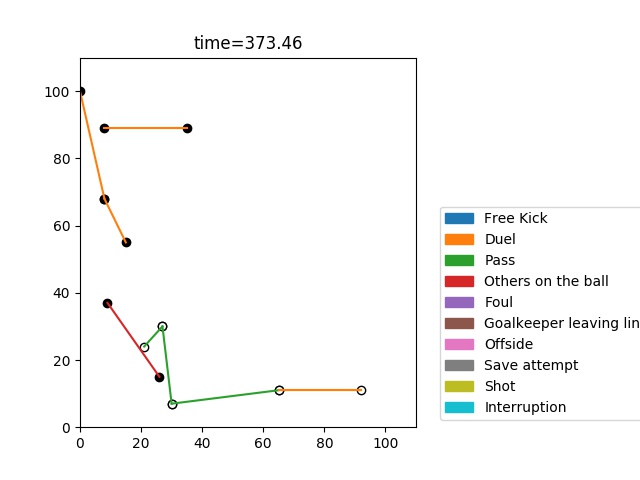 time=373.46
100
80
60
40
20
0
0 20 40 60 80 100
Free Kick
Duel
Pass
Others on the ball
Foul
Goalkeeper leaving lin
Offside
Save attempt
Shot
Interruption